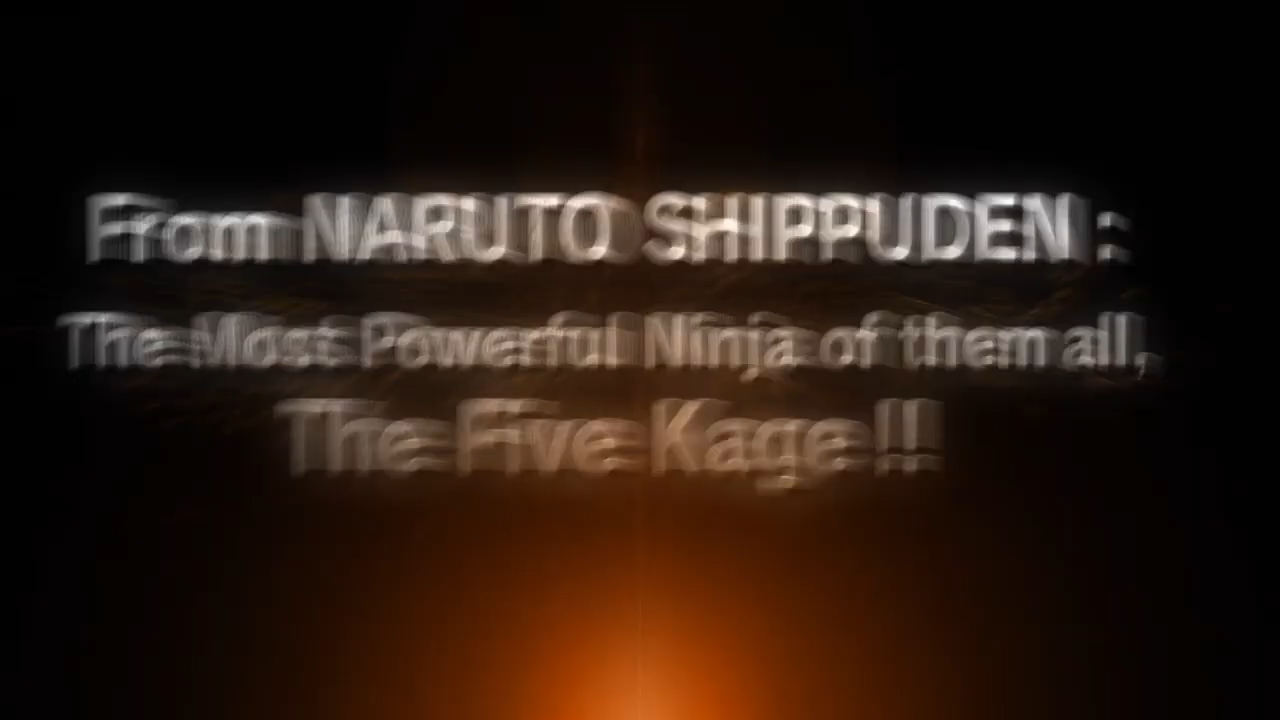 From NARUTO SHIPPUDEN :
The Most Powerful Ninja of them all,
The Five Kage !!